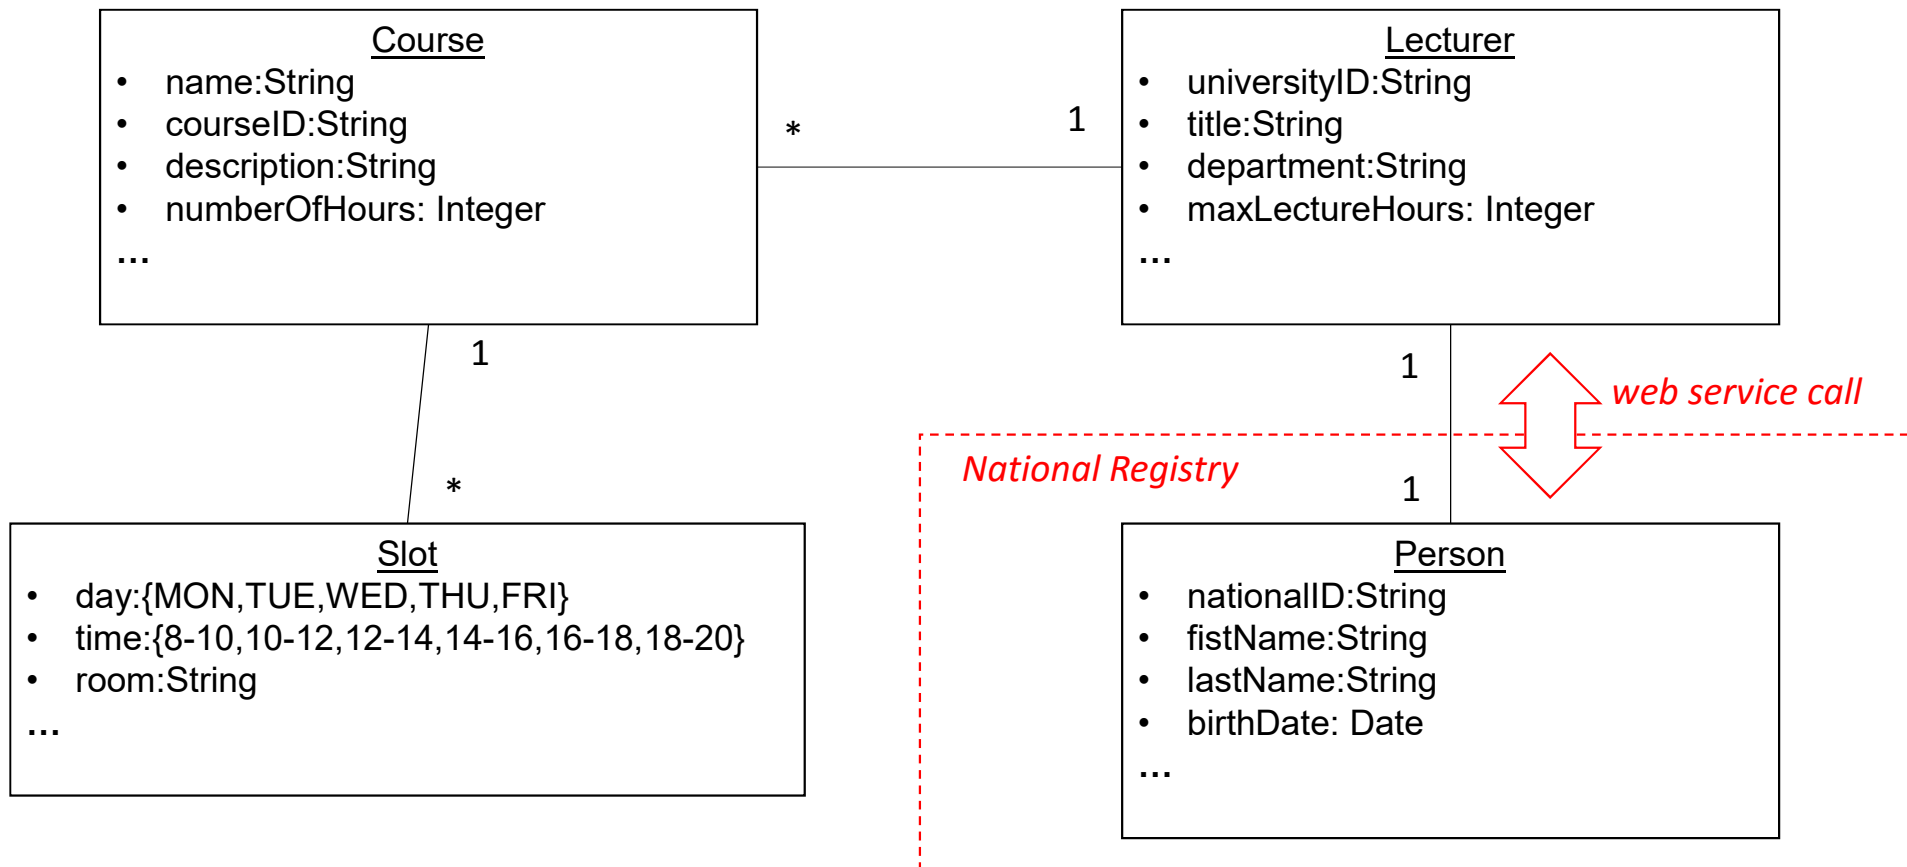 Course
• name:String
• courseID:String
• description:String
• numberOfHours: Integer
...
* 1
Lecturer
• universityID:String
• title:String
• department:String
• maxLectureHours: Integer
...
1
*
1
web service call
National Registry
1
Slot
• day:{MON,TUE,WED,THU,FRI}
• time:{8-10,10-12,12-14,14-16,16-18,18-20}
• room:String
...
Person
• nationalID:String
• fistName:String
• lastName:String
• birthDate: Date
...